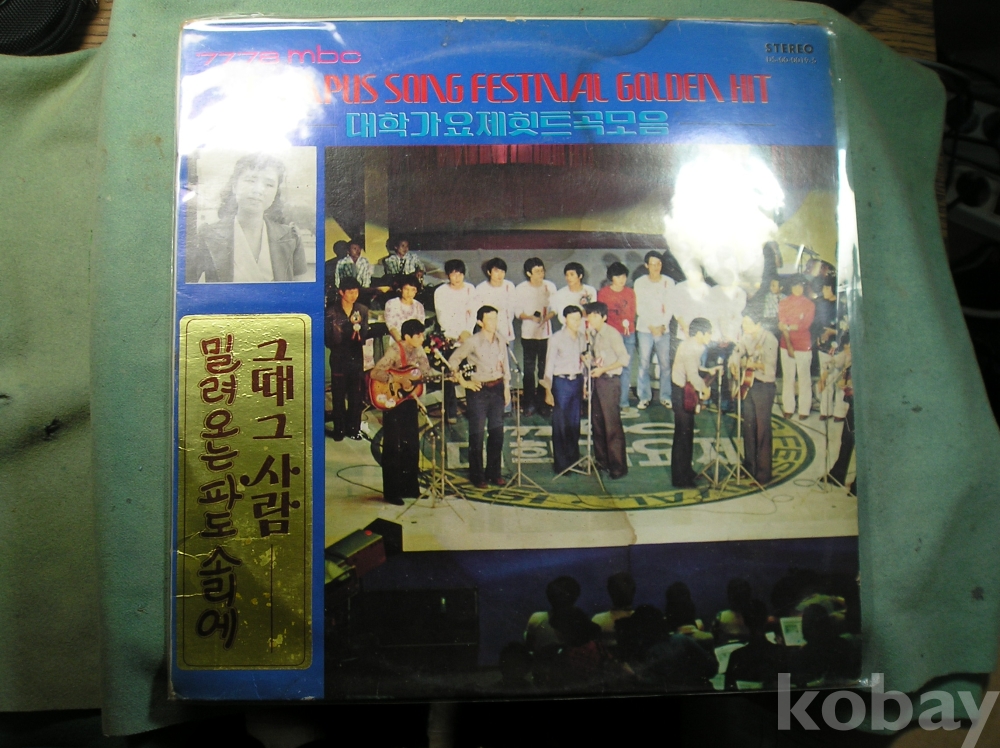 77 78 mbc
STEREO
PUS SONG FESTIVAL GOLDEN HIT
대학가요제힛트곡모음
그때 그 사람
밀려오는 파도 소리에
kobay